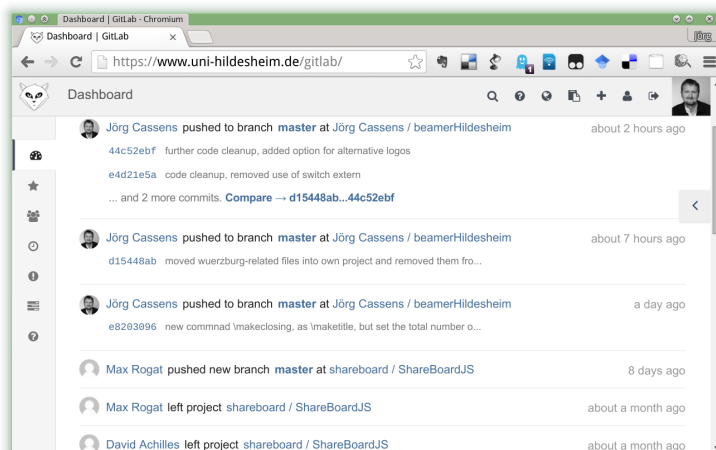 Dashboard | GitLab - Chromium
Dashboard | GitLab
Jörg
https://www.uni-hildesheim.de/gitlab/
1
Dashboard
Jörg Cassens pushed to branch master at Jörg Cassens / beamerHildesheim about 2 hours ago
44c52ebf further code cleanup, added option for alternative logos
e4d21e5a code cleanup, removed use of switch extern
... and 2 more commits. Compare → d15448ab...44c52ebf
Jörg Cassens pushed to branch master at Jörg Cassens / beamerHildesheim about 7 hours ago
d15448ab moved wuerzburg-related files into own project and removed them fro...
Jörg Cassens pushed to branch master at Jörg Cassens / beamerHildesheim a day ago
e8203096 new commnad \makeclosing, as \maketitle, but set the total number o...
Max Rogat pushed new branch master at shareboard / ShareBoardJS 8 days ago
Max Rogat left project shareboard / ShareBoardJS about a month ago
David Achilles left project shareboard / ShareBoardJS about a month ago